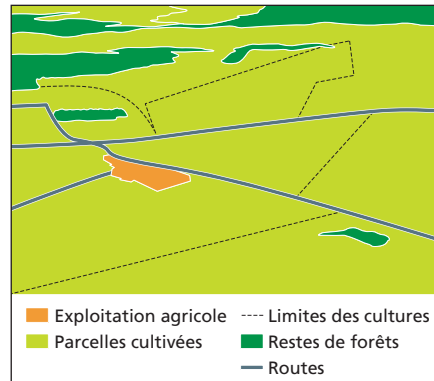 Exploitation agricole
Limites des cultures
Parcelles cultivées
Restes de forêts
Routes